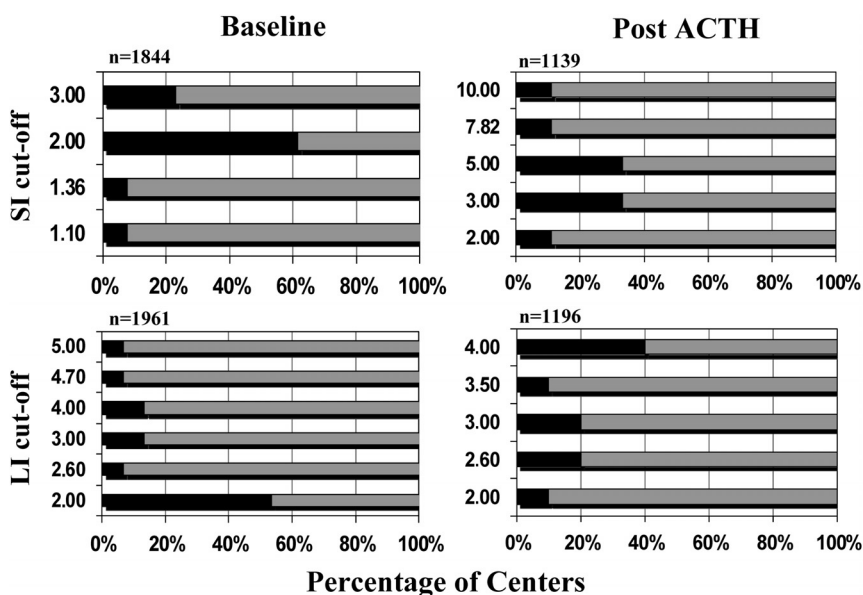 Baseline
Post ACTH
n=1844
SI cut-off
3.00
2.00
1.36
1.10
0% 20% 40% 60% 80% 100%
n=1139
10.00
7.82
5.00
3.00
2.00
0% 20% 40% 60% 80% 100%
n=1961
LI cut-off
5.00
4.70
4.00
3.00
2.60
2.00
0% 20% 40% 60% 80% 100%
n=1196
4.00
3.50
3.00
2.60
2.00
0% 20% 40% 60% 80% 100%
Percentage of Centers